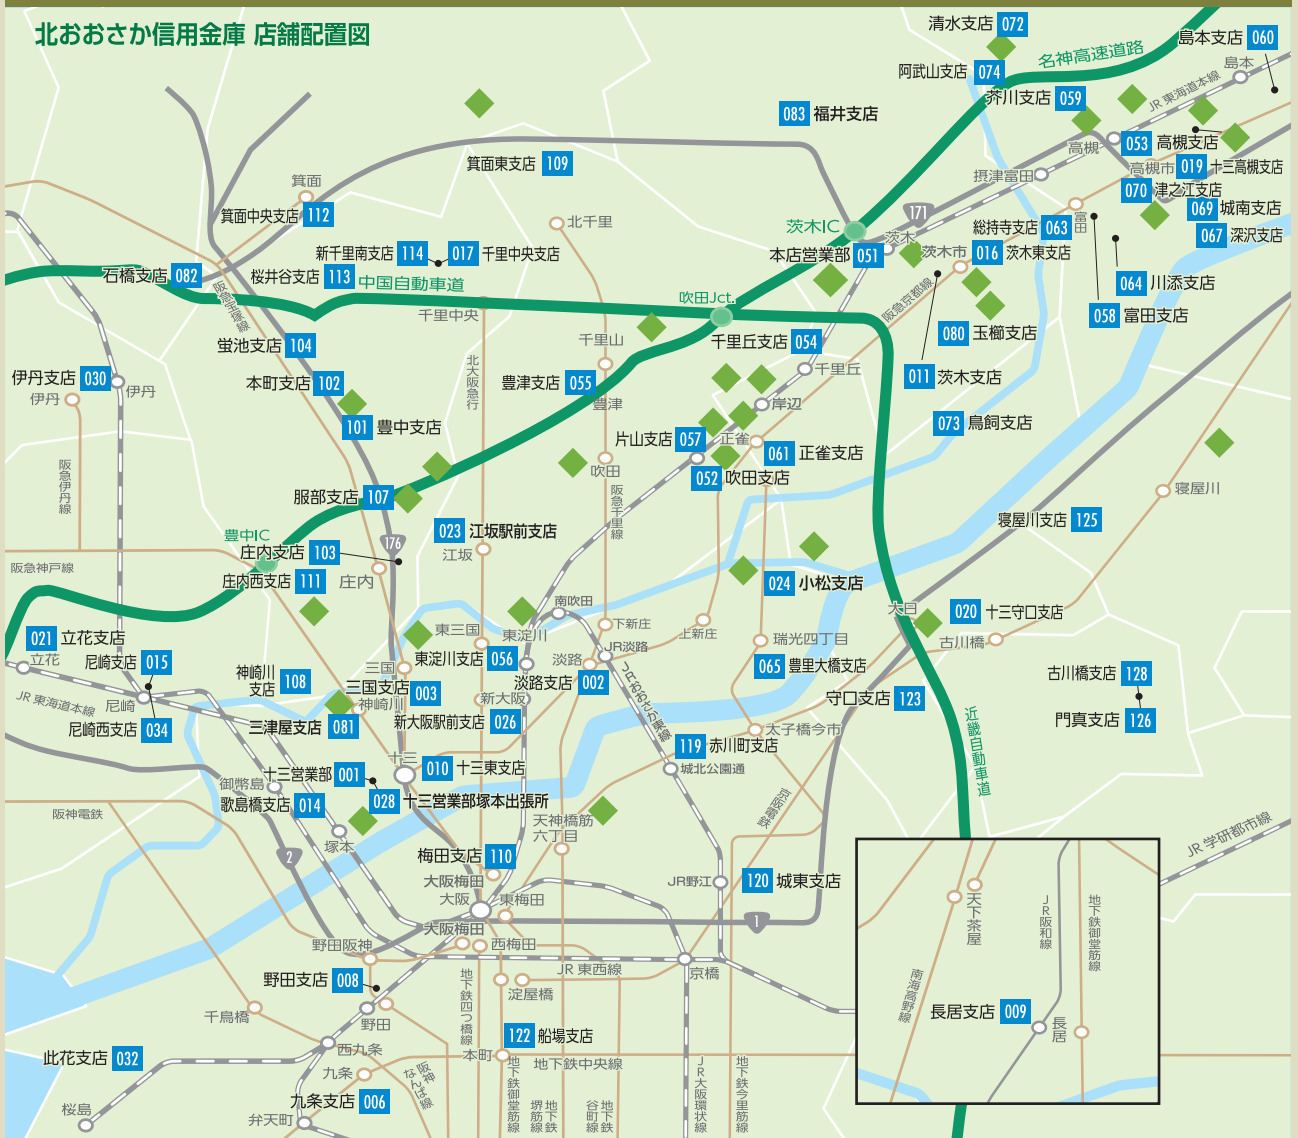 北おおさか信用金庫 店舗配置図
清水支店 072
島本支店 060
名神高速道路
島本
阿武山支店 074
JR 東海道本線
芥川支店 059
083 福井支店
高槻
053 高槻支店
箕面東支店 109
摂津富田
高槻市 019 十三高槻支店
箕面
070 津之江支店
069 城南支店
箕面中央支店 112
北千里
171
茨木IC
茨木
総持寺支店 063
富田
067 深沢支店
新千里南支店 114
017 千里中央支店
本店営業部 051
茨木市
016 茨木東支店
石橋支店 082
桜井谷支店 113
中国自動車道
064 川添支店
阪急宝塚線
吹田Jct.
阪急京都線
058 富田支店
千里中央
080 玉櫛支店
蛍池支店 104
千里山
千里丘支店 054
伊丹支店 030
伊丹
伊丹
本町支店 102
北大阪急行
豊津支店 055
千里丘
011 茨木支店
豊津
岸辺
101 豊中支店
073 鳥飼支店
片山支店 057
正雀
061 正雀支店
阪急伊丹線
吹田
052 吹田支店
服部支店 107
阪急千里線
寝屋川
023 江坂駅前支店
寝屋川支店 125
豊中IC
176
庄内支店 103
江坂
阪急神戸線
庄内西支店 111
庄内
024 小松支店
南吹田
大日
020 十三守口支店
021 立花支店
東三国
東淀川
下新庄
上新庄
瑞光四丁目
古川橋
立花
尼崎支店 015
三国
東淀川支店 056
淡路
JR淡路
065 豊里大橋支店
神崎川
支店 108
三国支店 003
淡路支店 002
古川橋支店 128
JR 東海道本線
尼崎
神崎川
新大阪
JRおおさか東線
守口支店 123
尼崎西支店 034
三津屋支店 081
新大阪駅前支店 026
門真支店 126
近畿自動車道
太子橋今市
119 赤川町支店
十三
御幣島
十三営業部 001
010 十三東支店
城北公園通
歌島橋支店 014
028 十三営業部塚本出張所
京阪電鉄
阪神電鉄
天神橋筋
六丁目
塚本
JR 学研都市線
2
梅田支店 110
大阪梅田
JR野江
120 城東支店
大阪
東梅田
1
大阪梅田
野田阪神
西梅田
天下茶屋
JR阪和線
地下鉄御堂筋線
野田支店 008
地下鉄四つ橋線
JR 東西線
京橋
淀屋橋
南海高野線
千鳥橋
野田
長居支店 009
長居
122 船場支店
西九条
本町
此花支店 032
九条
阪神なんば線
地下鉄中央線
地下鉄御堂筋線
地下鉄堺筋線
地下鉄谷町線
JR大阪環状線
地下鉄今里筋線
九条支店 006
桜島
弁天町